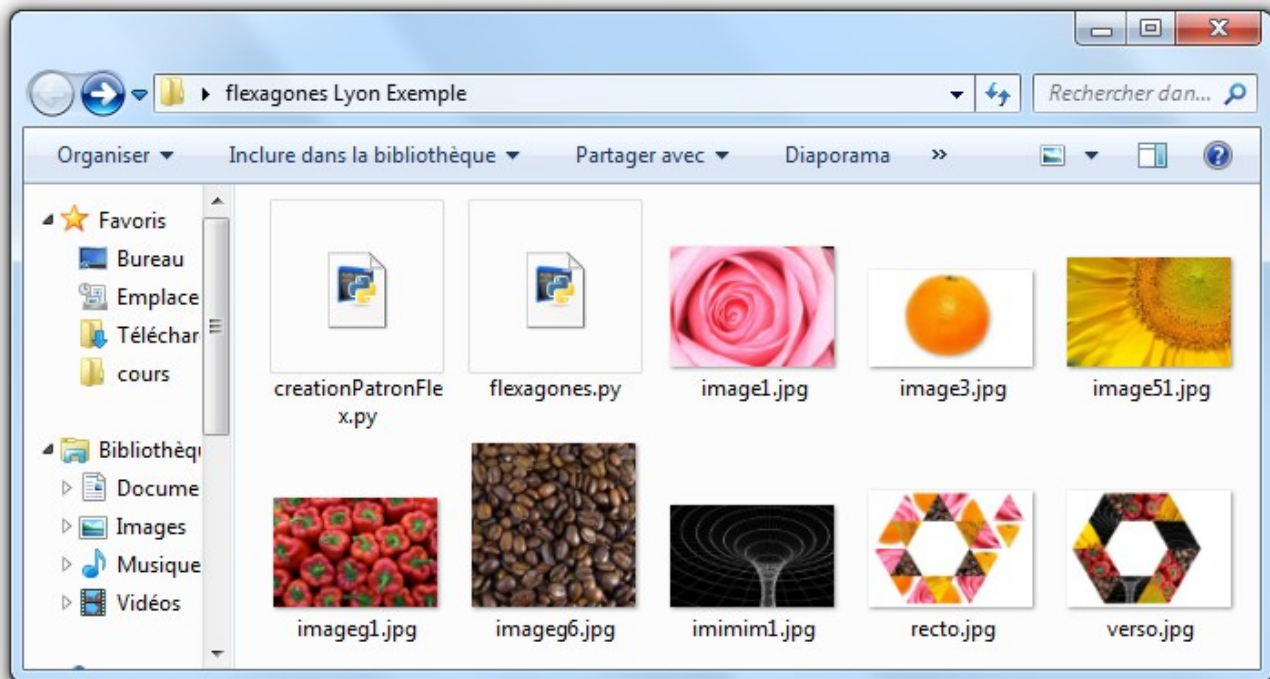 flexagones Lyon Exemple
Rechercher dan...
Organiser
Inclure dans la bibliothèque
Partager avec
Diaporama
»
Favoris
Bureau
Emplace
Téléchar
cours
Bibliothèqu
Docume
Images
Musique
Vidéos
creationPatronFle
x.py
flexagones.py
image1.jpg
image3.jpg
image51.jpg
imageg1.jpg
imageg6.jpg
imimim1.jpg
recto.jpg
verso.jpg